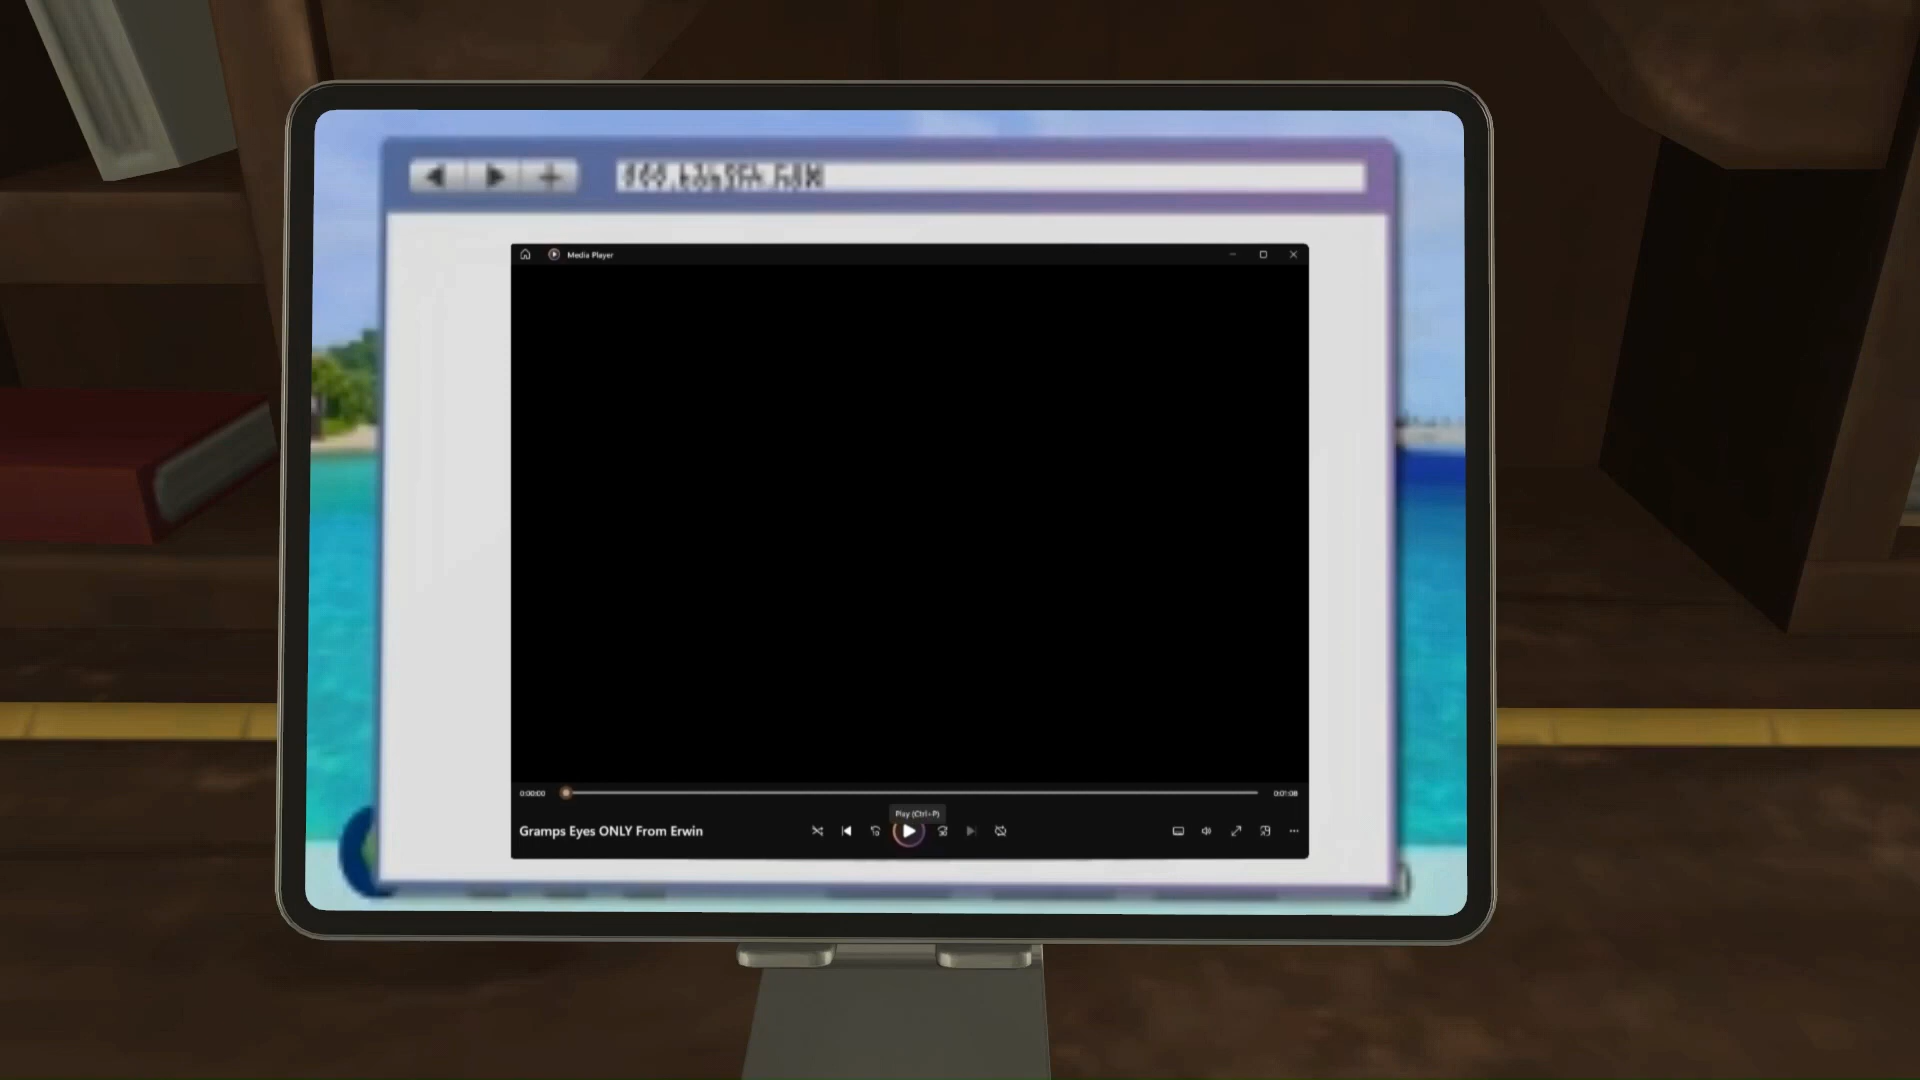 Media Player
0:00:00
0:01:08
Play (Ctrl+P)
Gramps Eyes ONLY From Erwin